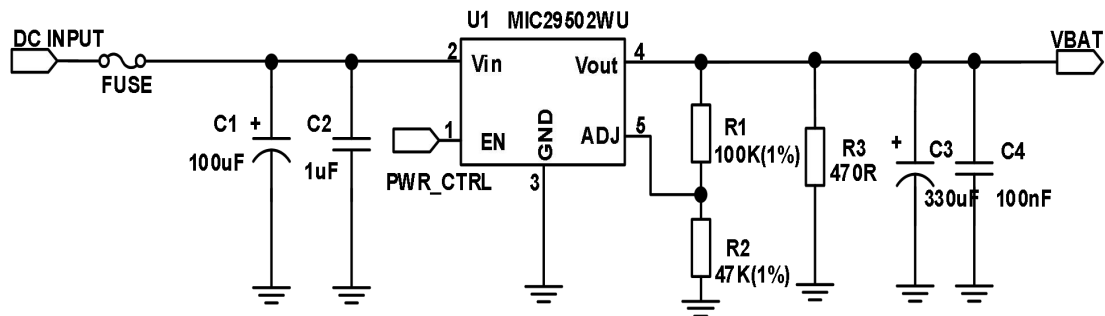 U1 MIC29502WU
DC INPUT
FUSE
2
Vin
Vout
4
VBAT
C1
+
100uF
C2
1uF
1
EN
PWR_CTRL
GND
3
ADJ
5
R1
100K(1%)
R2
47K(1%)
R3
470R
+
C3
330uF
C4
100nF